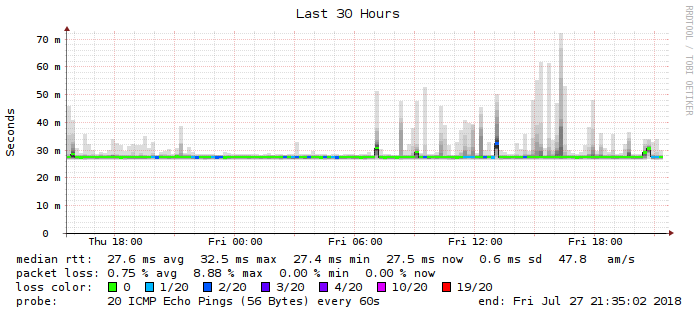 Last 30 Hours
RRDTOOL / TOBI OETIKER
Seconds
70 m
60 m
50 m
40 m
30 m
20 m
10 m
0
Thu 18:00 Fri 00:00 Fri 06:00 Fri 12:00 Fri 18:00
median rtt: 27.6 ms avg 32.5 ms max 27.4 ms min 27.5 ms now 0.6 ms sd 47.8 am/s
packet loss: 0.75 % avg 8.88 % max 0.00 % min 0.00 % now
loss color: 0 1/20 2/20 3/20 4/20 10/20 19/20
probe: 20 ICMP Echo Pings (56 Bytes) every 60s end: Fri Jul 27 21:35:02 2018